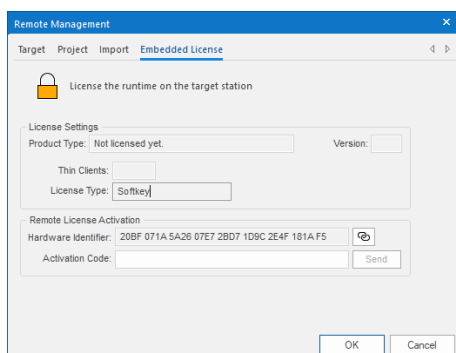 Remote Management
Target Project Import Embedded License
License the runtime on the target station
License Settings
Product Type: Not licensed yet. Version:
Thin Clients:
License Type: Softkey
Remote License Activation
Hardware Identifier: 20BF 071A 5A26 07E7 2BD7 1D9C 2E4F 181A F5
Activation Code: Send
OK Cancel